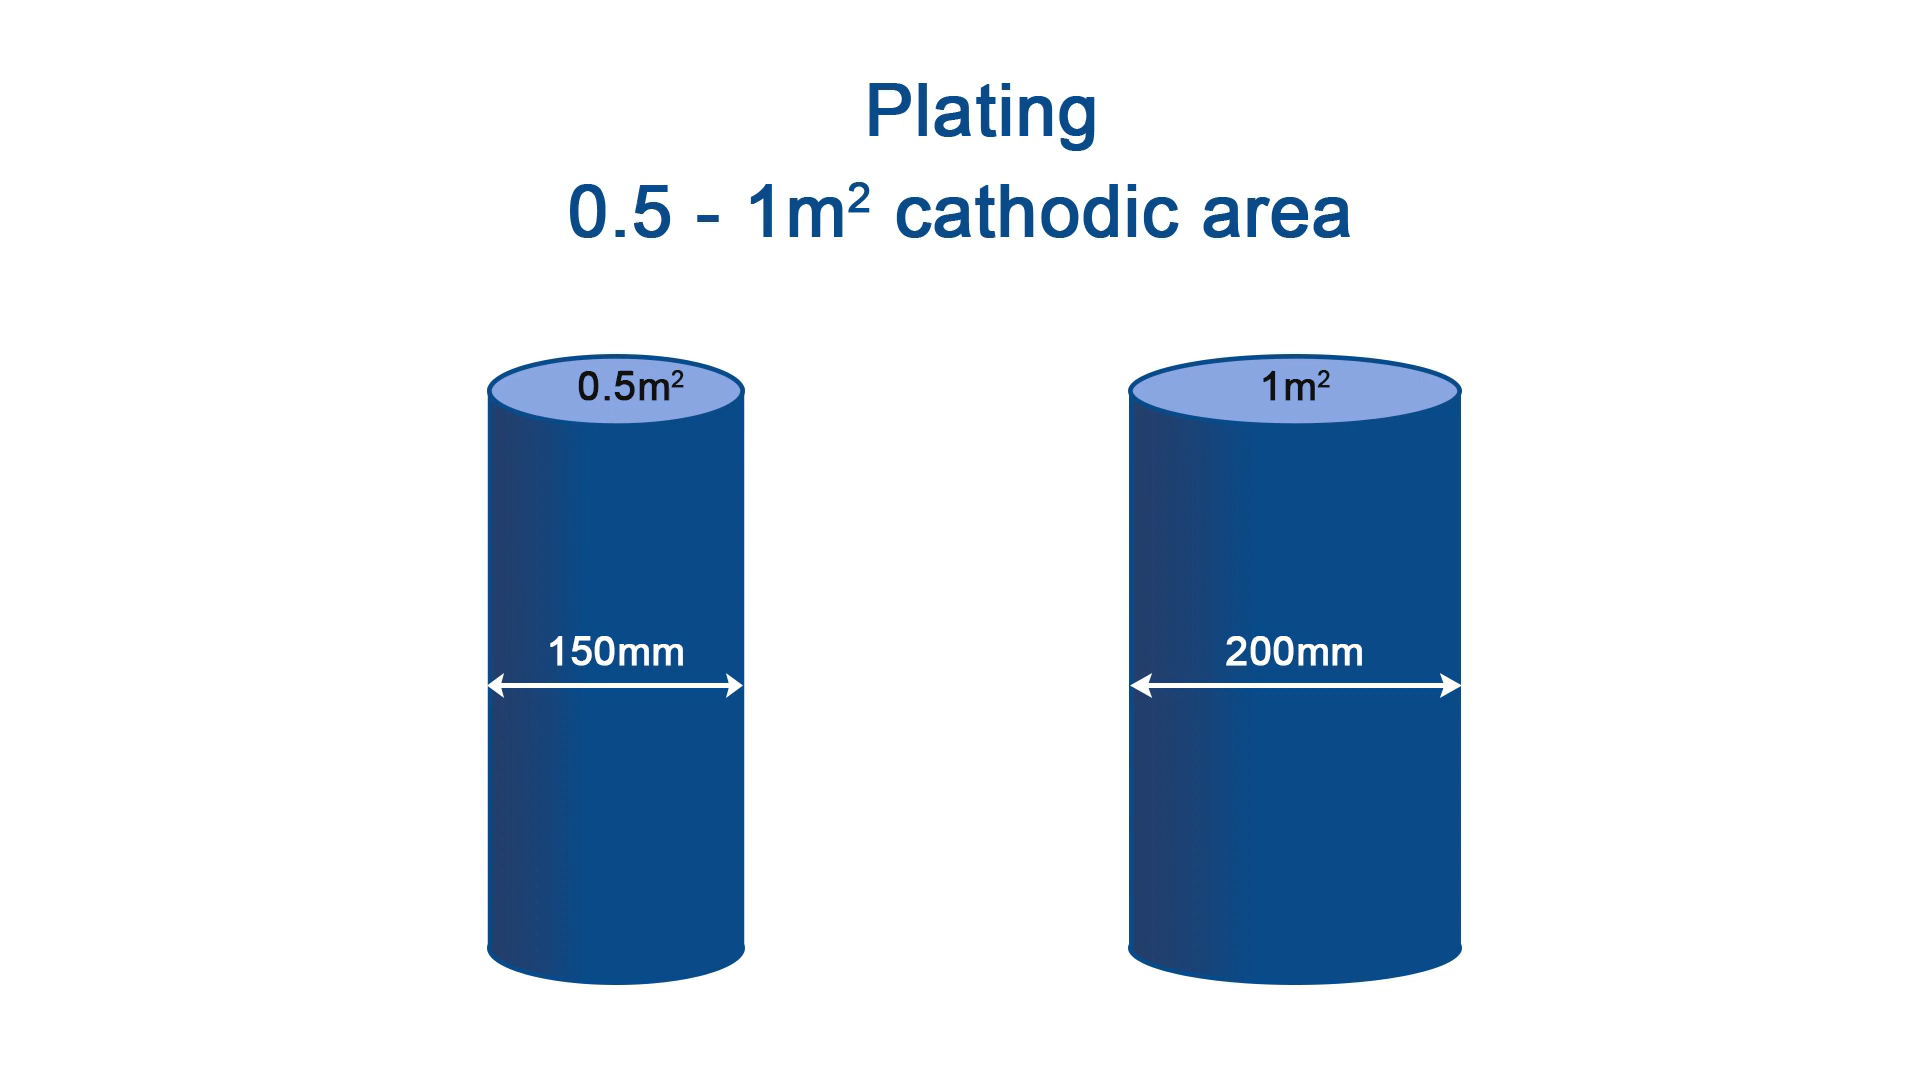 Plating
0.5 - 1m² cathodic area
0.5m²
1m²
150mm
200mm